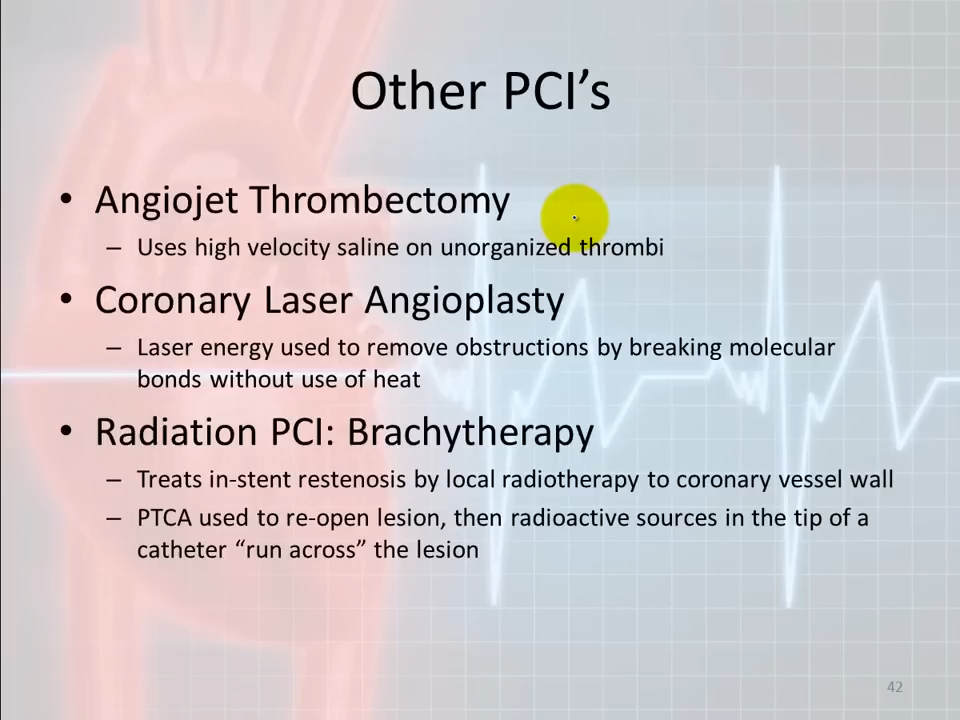 Other PCI’s
• Angiojet Thrombectomy
– Uses high velocity saline on unorganized thrombi
• Coronary Laser Angioplasty
– Laser energy used to remove obstructions by breaking molecular
bonds without use of heat
• Radiation PCI: Brachytherapy
– Treats in-stent restenosis by local radiotherapy to coronary vessel wall
– PTCA used to re-open lesion, then radioactive sources in the tip of a
catheter “run across” the lesion
42